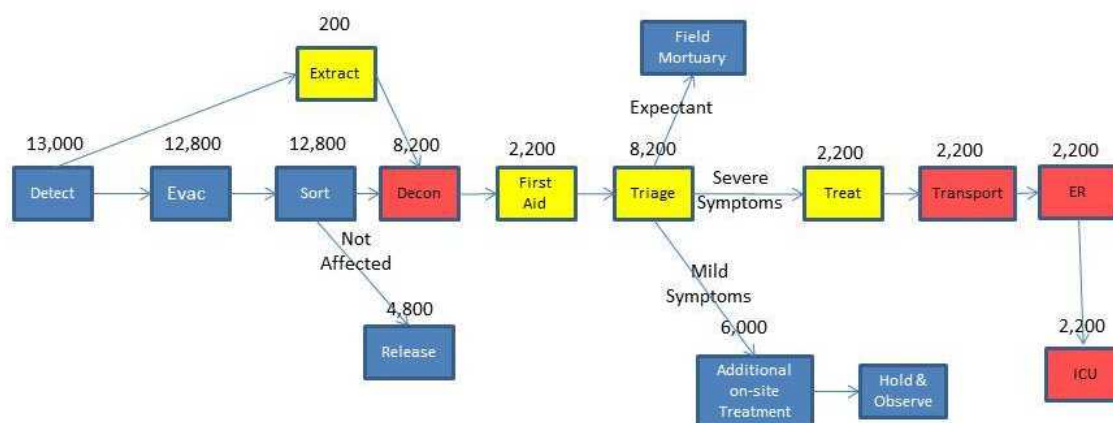 200
Extract
Field
Mortuary
Expectant
13,000
Detect
12,800
Evac
12,800
Sort
8,200
Decon
2,200
First
Aid
8,200
Triage
Severe
Symptoms
2,200
Treat
2,200
Transport
2,200
ER
Not
Affected
4,800
Release
Mild
Symptoms
6,000
Additional
on-site
Treatment
Hold &
Observe
2,200
ICU